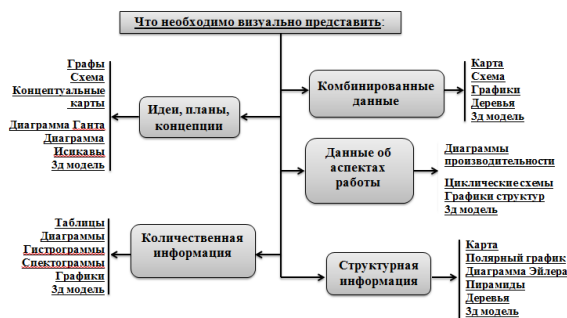 Что необходимо визуально представить:
Графы
Схема
Концептуальные
карты
Диаграмма Ганта
Диаграмма
Исикавы
3д модель
Идеи, планы,
концепции
Комбинированные
данные
Карта
Схема
Графики
Деревья
3д модель
Данные об
аспектах
работы
Диаграммы
производительности
Циклические схемы
Графики структур
3д модель
Таблицы
Диаграммы
Гистрограммы
Спектограммы
Графики
3д модель
Количественная
информация
Структурная
информация
Карта
Полярный график
Диаграмма Эйлера
Пирамиды
Деревья
3д модель